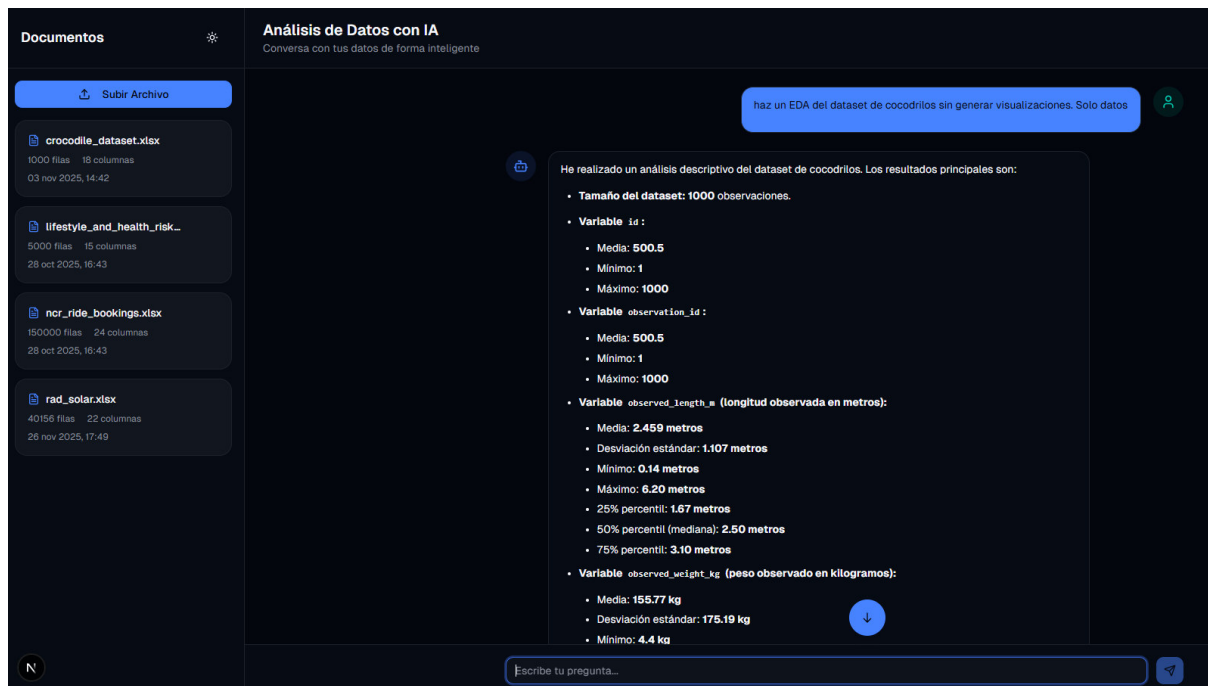 Documentos
Subir Archivo
crocodile_dataset.xlsx
1000 filas 18 columnas
03 nov 2025, 14:42
lifestyle_and_health_risk…
5000 filas 15 columnas
28 oct 2025, 16:43
ncr_ride_bookings.xlsx
150000 filas 24 columnas
28 oct 2025, 16:43
rad_solar.xlsx
40156 filas 22 columnas
26 nov 2025, 17:49
N
Análisis de Datos con IA
Conversa con tus datos de forma inteligente
haz un EDA del dataset de cocodrilos sin generar visualizaciones. Solo datos
He realizado un análisis descriptivo del dataset de cocodrilos. Los resultados principales son:
• Tamaño del dataset: 1000 observaciones.
• Variable id :
• Media: 500.5
• Mínimo: 1
• Máximo: 1000
• Variable observation_id :
• Media: 500.5
• Mínimo: 1
• Máximo: 1000
• Variable observed_length_m (longitud observada en metros):
• Media: 2.459 metros
• Desviación estándar: 1.107 metros
• Mínimo: 0.14 metros
• Máximo: 6.20 metros
• 25% percentil: 1.67 metros
• 50% percentil (mediana): 2.50 metros
• 75% percentil: 3.10 metros
• Variable observed_weight_kg (peso observado en kilogramos):
• Media: 155.77 kg
• Desviación estándar: 175.19 kg
• Mínimo: 4.4 kg
Escribe tu pregunta...